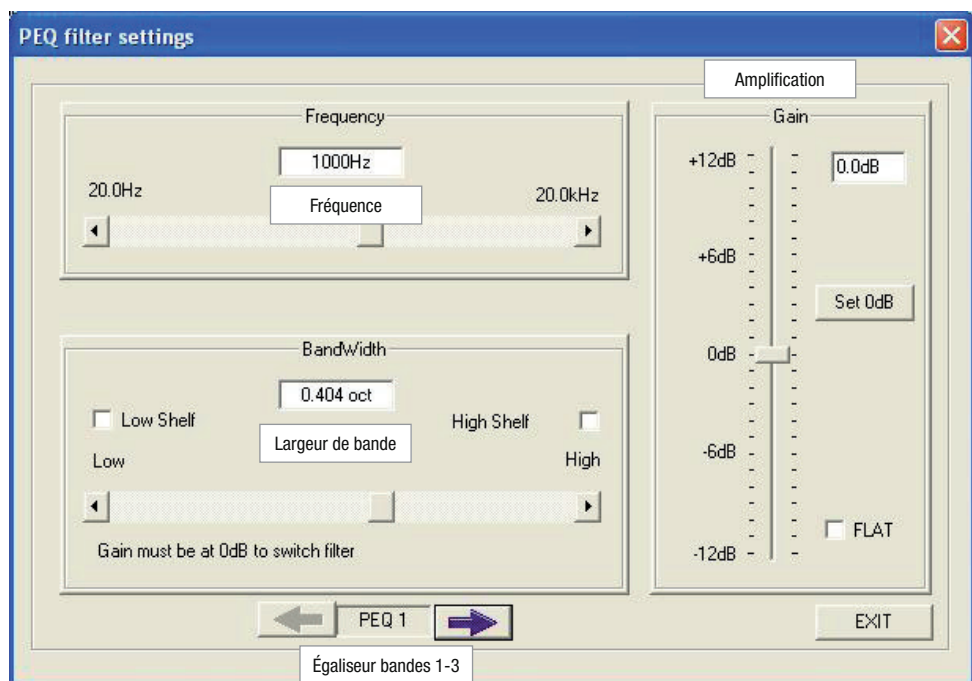 PEQ filter settings
Amplification
Frequency
1000Hz
20.0Hz
20.0kHz
Fréquence
Gain
+12dB
0.0dB
+6dB
Set 0dB
0dB
-6dB
FLAT
-12dB
BandWidth
0.404 oct
Low Shelf
High Shelf
Largeur de bande
Low
High
Gain must be at 0dB to switch filter
PEQ 1
EXIT
Égaliseur bandes 1-3